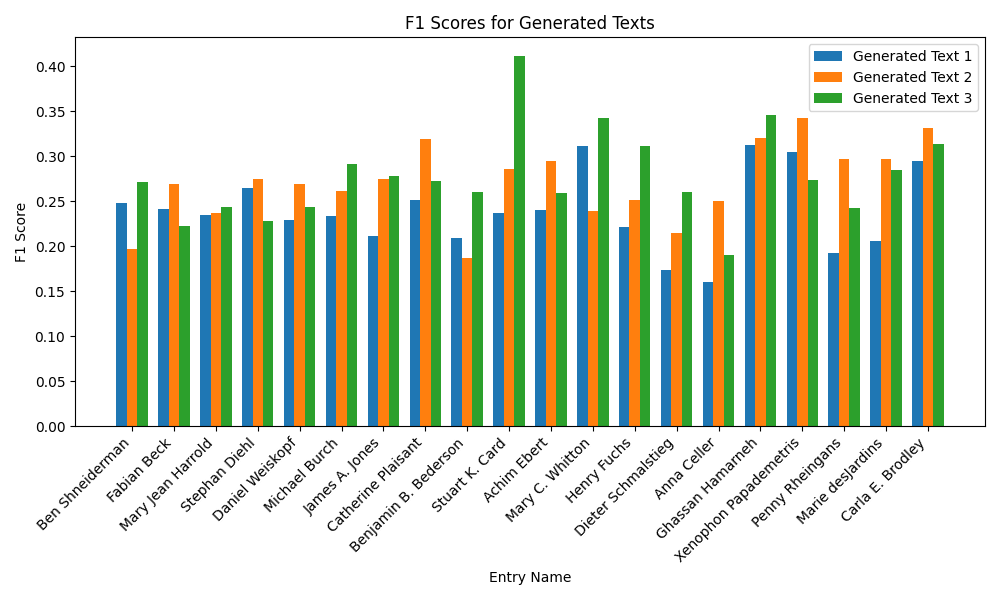 F1 Scores for Generated Texts
Generated Text 1
Generated Text 2
Generated Text 3
F1 Score
0.40
0.35
0.30
0.25
0.20
0.15
0.10
0.05
0.00
Ben Shneiderman
Fabian Beck
Mary Jean Harrold
Stephan Diehl
Daniel Weiskopf
Michael Burch
James A. Jones
Catherine Plaisant
Benjamin B. Bederson
Stuart K. Card
Achim Ebert
Mary C. Whitton
Henry Fuchs
Dieter Schmalstieg
Anna Celler
Ghassan Hamarneh
Xenophon Papademetris
Penny Rheingans
Marie desJardins
Carla E. Brodley
Entry Name